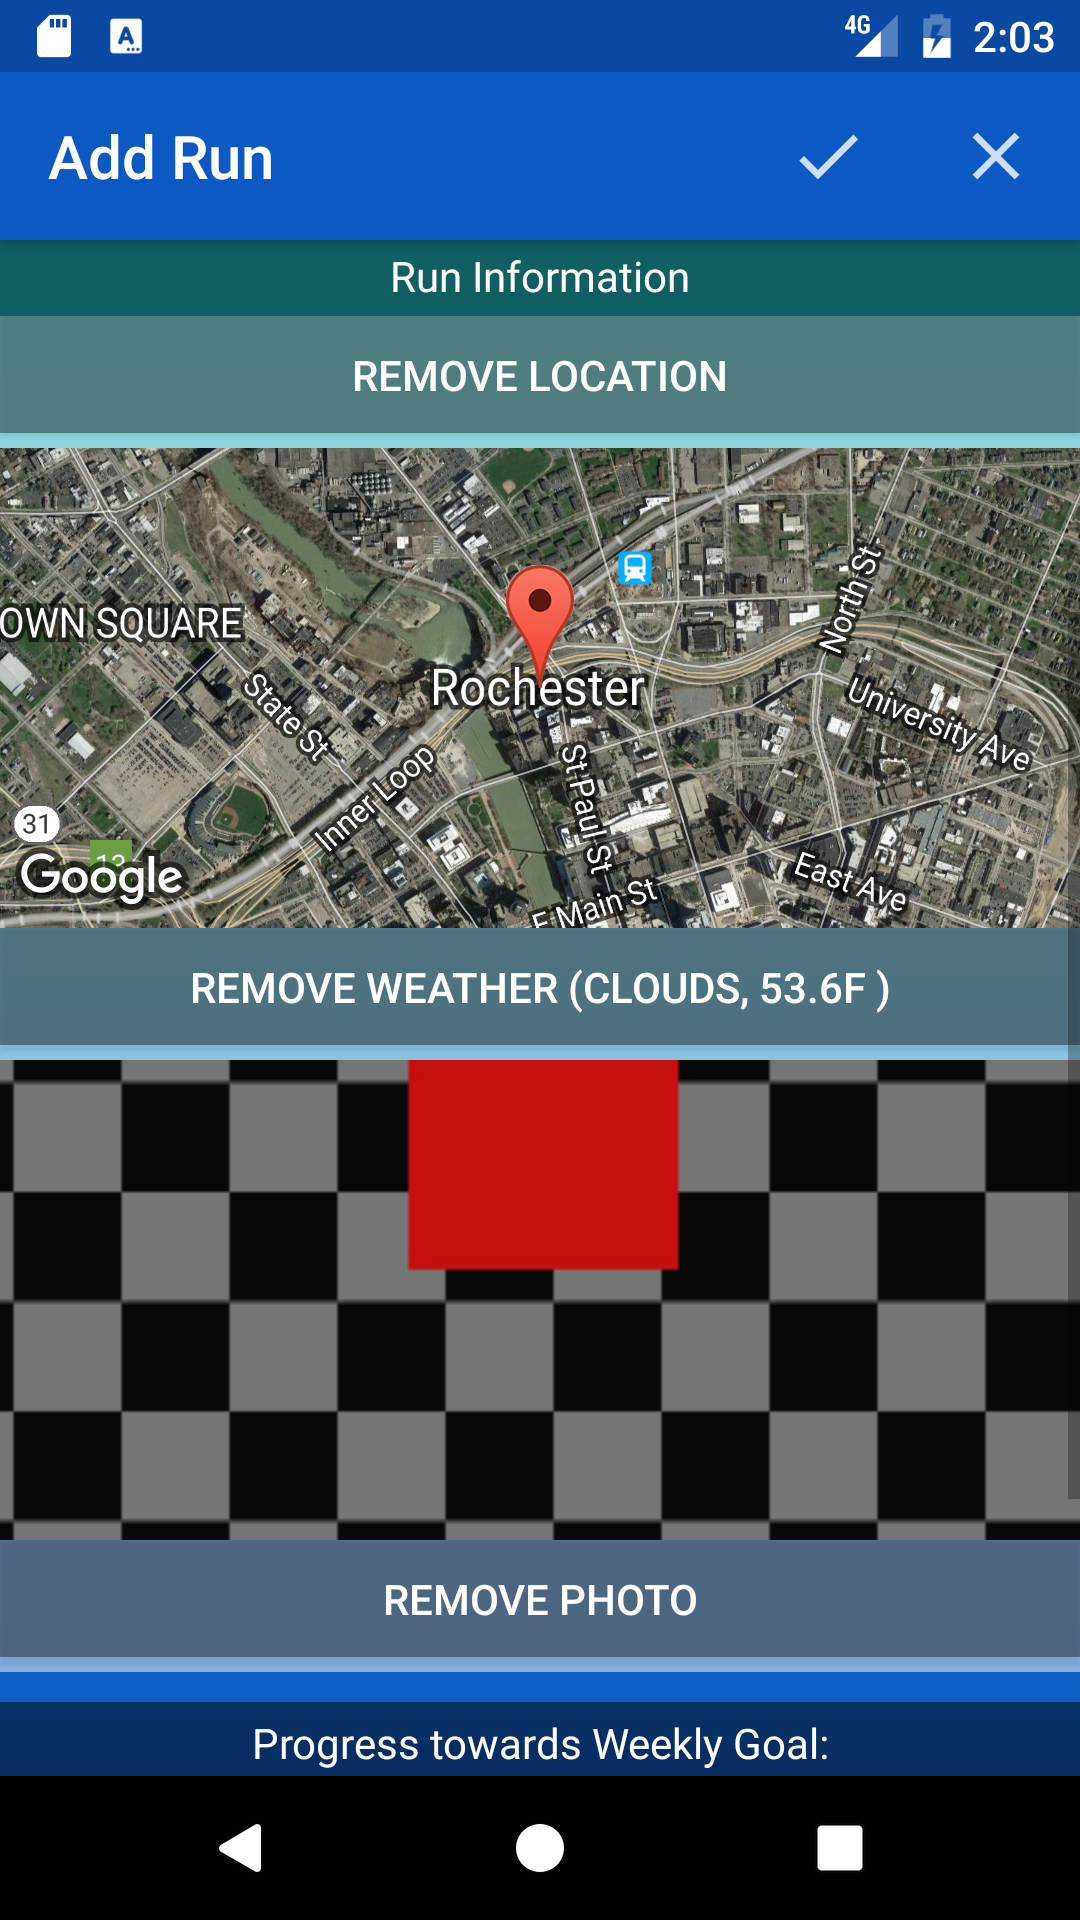 4G 2:03
Add Run
Run Information
REMOVE LOCATION
North St
OWN SQUARE
Rochester
State St
University Ave
Inner Loop
St Paul St
31
13
Google
East Ave
E Main St
REMOVE WEATHER (CLOUDS, 53.6F )
REMOVE PHOTO
Progress towards Weekly Goal: